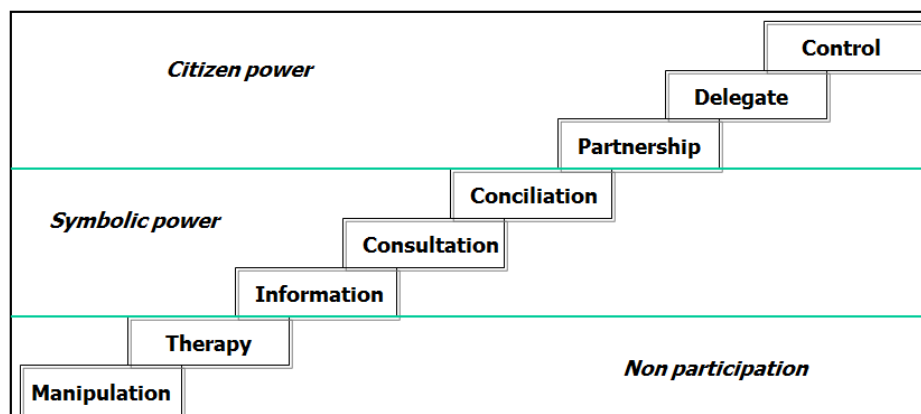 Control
Citizen power
Delegate
Partnership
Conciliation
Symbolic power
Consultation
Information
Therapy
Non participation
Manipulation